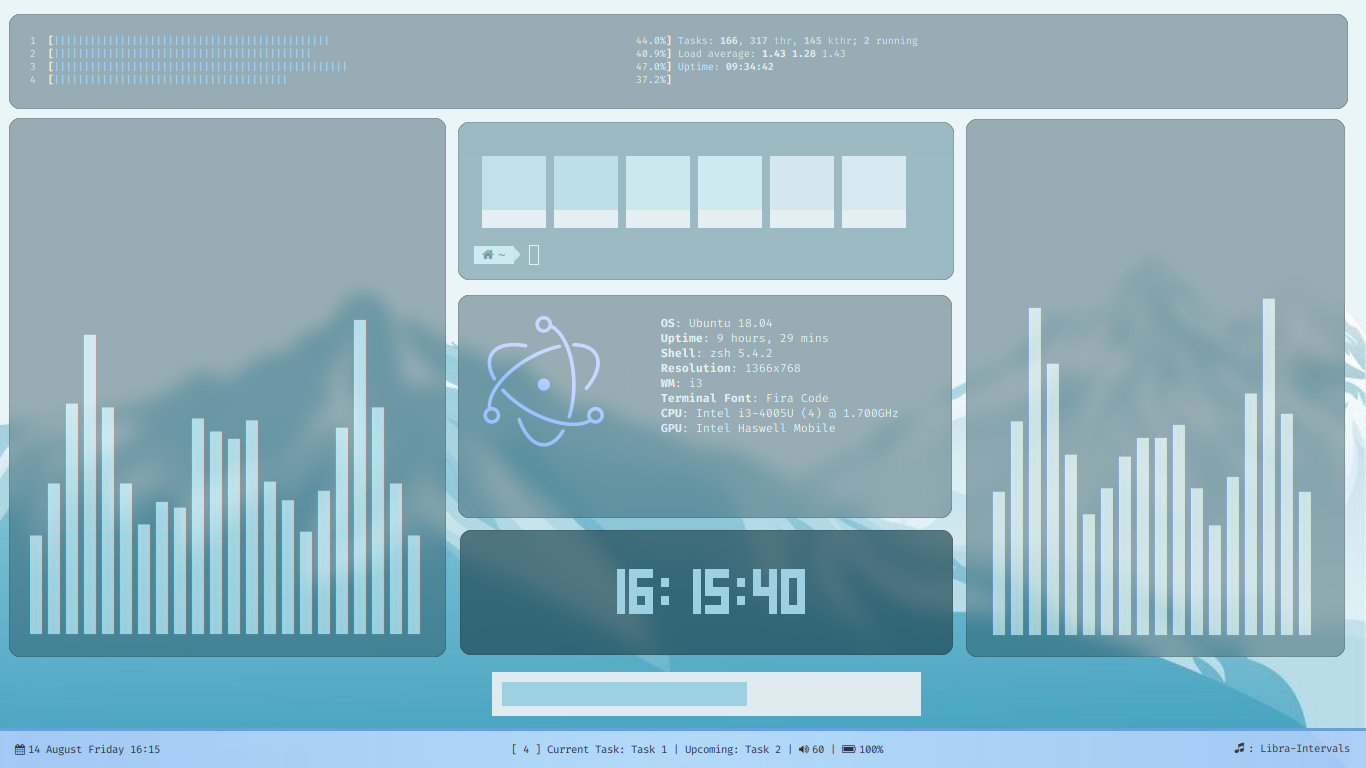 1 [|||||||||||||||||||||||||||||||||||||||||||||| 44.0%] Tasks: 166, 317 thr, 145 kthr; 2 running
2 [||||||||||||||||||||||||||||||||||||||||||| 40.9%] Load average: 1.43 1.28 1.43
3 [||||||||||||||||||||||||||||||||||||||||||||||||| 47.0%] Uptime: 09:34:42
4 [||||||||||||||||||||||||||||||||||||||| 37.2%]
~
OS: Ubuntu 18.04
Uptime: 9 hours, 29 mins
Shell: zsh 5.4.2
Resolution: 1366x768
WM: i3
Terminal Font: Fira Code
CPU: Intel i3-4005U (4) @ 1.700GHz
GPU: Intel Haswell Mobile
16: 15:40
14 August Friday 16:15
[ 4 ] Current Task: Task 1 | Upcoming: Task 2 | 60 | 100%
: Libra-Intervals